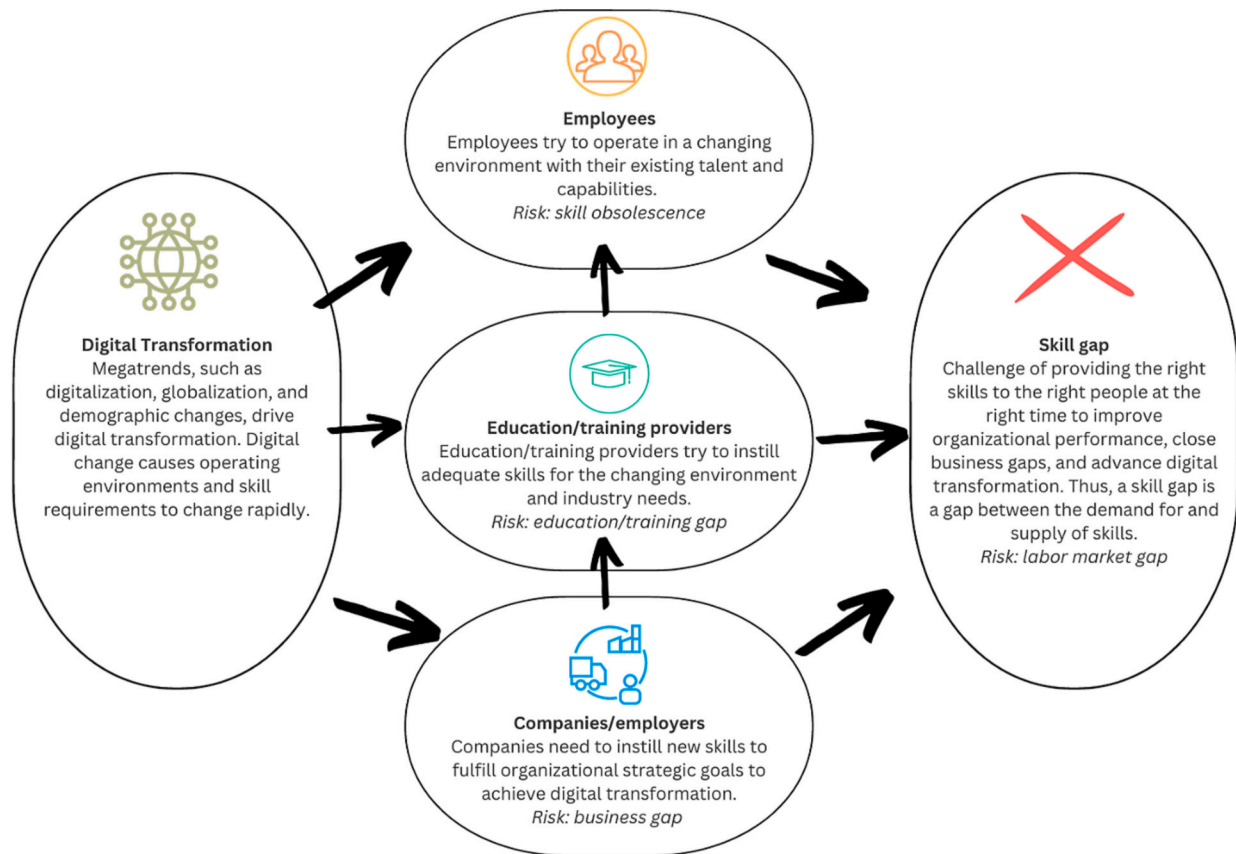 Employees
Employees try to operate in a changing
environment with their existing talent and
capabilities.
Risk: skill obsolescence
Digital Transformation
Megatrends, such as
digitalization, globalization, and
demographic changes, drive
digital transformation. Digital
change causes operating
environments and skill
requirements to change rapidly.
Education/training providers
Education/training providers try to instill
adequate skills for the changing environment
and industry needs.
Risk: education/training gap
Companies/employers
Companies need to instill new skills to
fulfill organizational strategic goals to
achieve digital transformation.
Risk: business gap
Skill gap
Challenge of providing the right
skills to the right people at the
right time to improve
organizational performance, close
business gaps, and advance digital
transformation. Thus, a skill gap is
a gap between the demand for and
supply of skills.
Risk: labor market gap